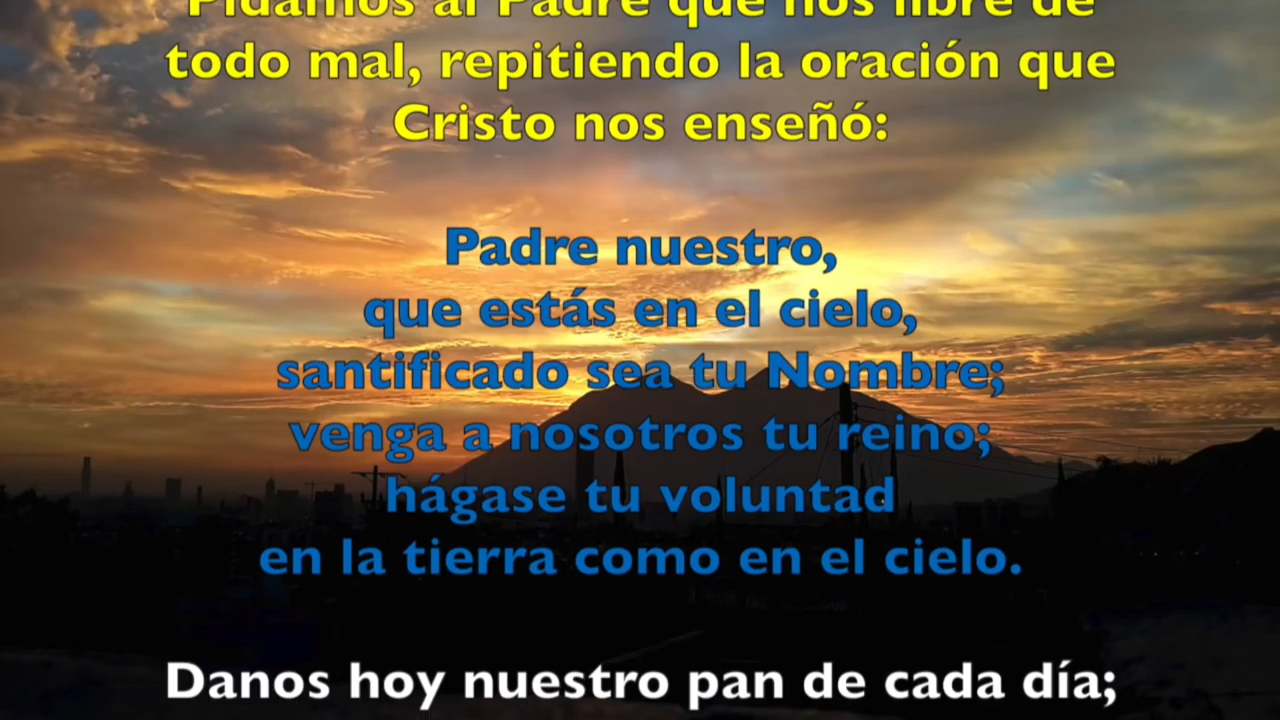 Pidamos al Padre que nos libre de
todo mal, repitiendo la oración que
Cristo nos enseñó:
Padre nuestro,
que estás en el cielo,
santificado sea tu Nombre;
venga a nosotros tu reino;
hágase tu voluntad
en la tierra como en el cielo.
Danos hoy nuestro pan de cada día;